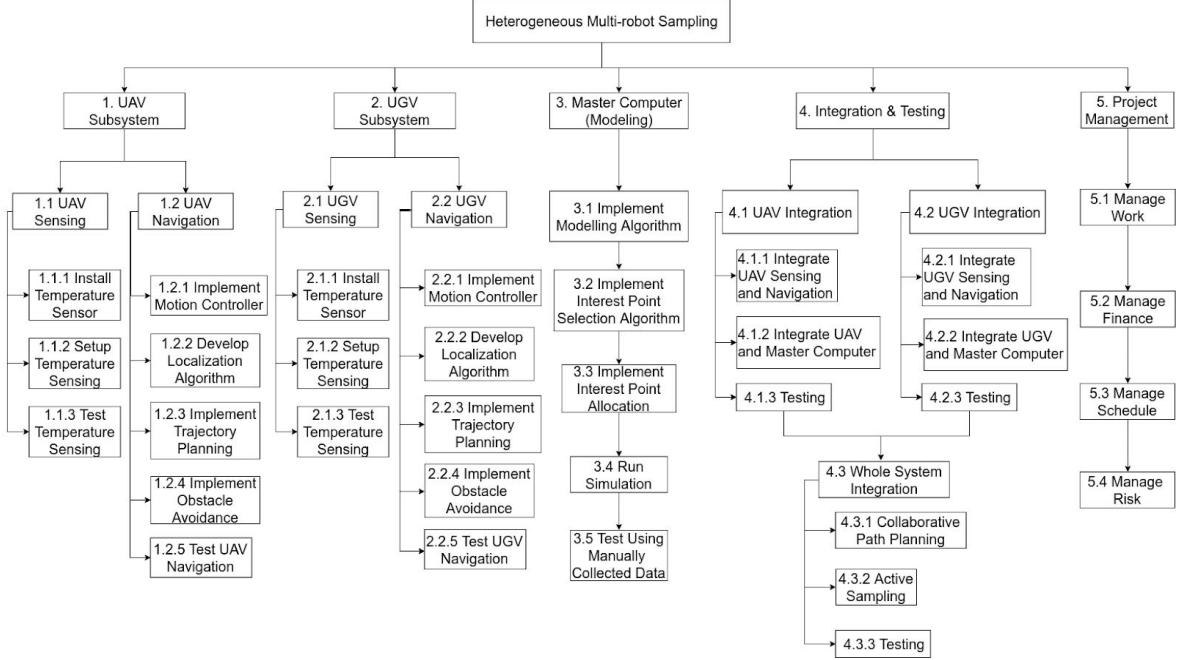 Heterogeneous Multi-robot Sampling
1. UAV
Subsystem
2. UGV
Subsystem
3. Master Computer
(Modeling)
4. Integration & Testing
5. Project
Management
1.1 UAV
Sensing
1.2 UAV
Navigation
2.1 UGV
Sensing
2.2 UGV
Navigation
3.1 Implement
Modelling Algorithm
4.1 UAV Integration
4.2 UGV Integration
5.1 Manage
Work
1.1.1 Install
Temperature
Sensor
1.1.2 Setup
Temperature
Sensing
1.1.3 Test
Temperature
Sensing
1.2.1 Implement
Motion Controller
1.2.2 Develop
Localization
Algorithm
1.2.3 Implement
Trajectory
Planning
1.2.4 Implement
Obstacle
Avoidance
1.2.5 Test UAV
Navigation
2.1.1 Install
Temperature
Sensor
2.1.2 Setup
Temperature
Sensing
2.1.3 Test
Temperature
Sensing
2.2.1 Implement
Motion Controller
2.2.2 Develop
Localization
Algorithm
2.2.3 Implement
Trajectory
Planning
2.2.4 Implement
Obstacle
Avoidance
2.2.5 Test UGV
Navigation
3.2 Implement
Interest Point
Selection Algorithm
3.3 Implement
Interest Point
Allocation
3.4 Run
Simulation
3.5 Test Using
Manually
Collected Data
4.1.1 Integrate
UAV Sensing
and Navigation
4.1.2 Integrate UAV
and Master Computer
4.1.3 Testing
4.2.1 Integrate
UGV Sensing
and Navigation
4.2.2 Integrate UGV
and Master Computer
4.2.3 Testing
4.3 Whole System
Integration
4.3.1 Collaborative
Path Planning
4.3.2 Active
Sampling
4.3.3 Testing
5.2 Manage
Finance
5.3 Manage
Schedule
5.4 Manage
Risk